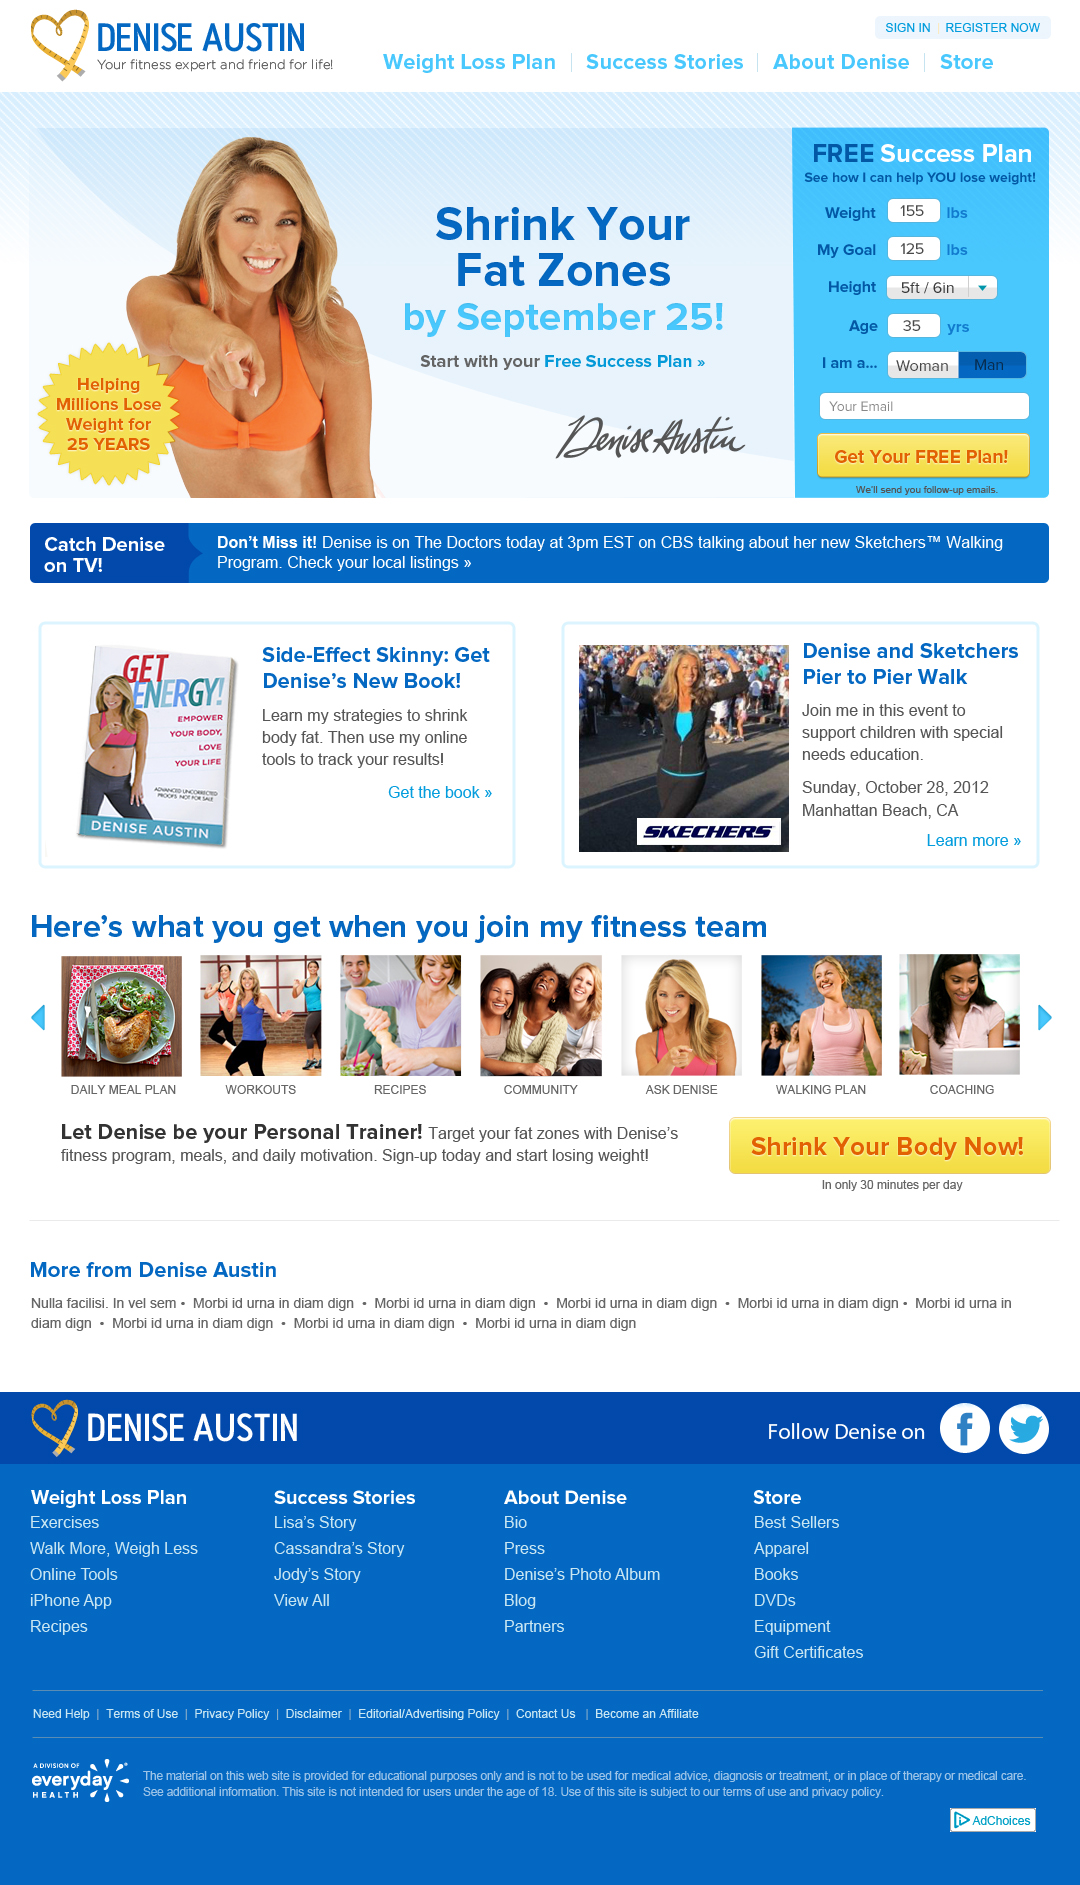 DENISE AUSTIN
Your fitness expert and friend for life!
SIGN IN | REGISTER NOW
Weight Loss Plan | Success Stories | About Denise | Store
Shrink Your
Fat Zones
by September 25!
Start with your Free Success Plan »
Denise Austin
Helping
Millions Lose
Weight for
25 YEARS
FREE Success Plan
See how I can help YOU lose weight!
Weight 155 lbs
My Goal 125 lbs
Height 5ft / 6in
Age 35 yrs
I am a... Woman Man
Your Email
Get Your FREE Plan!
We'll send you follow-up emails.
Catch Denise
on TV!
Don't Miss it! Denise is on The Doctors today at 3pm EST on CBS talking about her new Sketchers™ Walking
Program. Check your local listings »
GET
ENERGY!
EMPOWER
YOUR BODY,
LOVE
YOUR LIFE
ADVANCED UNCORRECTED
PROOFS NOT FOR SALE
DENISE AUSTIN
Side-Effect Skinny: Get
Denise's New Book!
Learn my strategies to shrink
body fat. Then use my online
tools to track your results!
Get the book »
SKECHERS
Denise and Sketchers
Pier to Pier Walk
Join me in this event to
support children with special
needs education.
Sunday, October 28, 2012
Manhattan Beach, CA
Learn more »
Here's what you get when you join my fitness team
DAILY MEAL PLAN WORKOUTS RECIPES COMMUNITY ASK DENISE WALKING PLAN COACHING
Let Denise be your Personal Trainer! Target your fat zones with Denise's
fitness program, meals, and daily motivation. Sign-up today and start losing weight!
Shrink Your Body Now!
In only 30 minutes per day
More from Denise Austin
Nulla facilisi. In vel sem • Morbi id urna in diam dign • Morbi id urna in diam dign • Morbi id urna in diam dign • Morbi id urna in diam dign • Morbi id urna in
diam dign • Morbi id urna in diam dign • Morbi id urna in diam dign • Morbi id urna in diam dign
DENISE AUSTIN
Follow Denise on
Weight Loss Plan
Exercises
Walk More, Weigh Less
Online Tools
iPhone App
Recipes
Success Stories
Lisa's Story
Cassandra's Story
Jody's Story
View All
About Denise
Bio
Press
Denise's Photo Album
Blog
Partners
Store
Best Sellers
Apparel
Books
DVDs
Equipment
Gift Certificates
Need Help | Terms of Use | Privacy Policy | Disclaimer | Editorial/Advertising Policy | Contact Us | Become an Affiliate
A DIVISION OF
everyday
HEALTH
The material on this web site is provided for educational purposes only and is not to be used for medical advice, diagnosis or treatment, or in place of therapy or medical care.
See additional information. This site is not intended for users under the age of 18. Use of this site is subject to our terms of use and privacy policy.
AdChoices